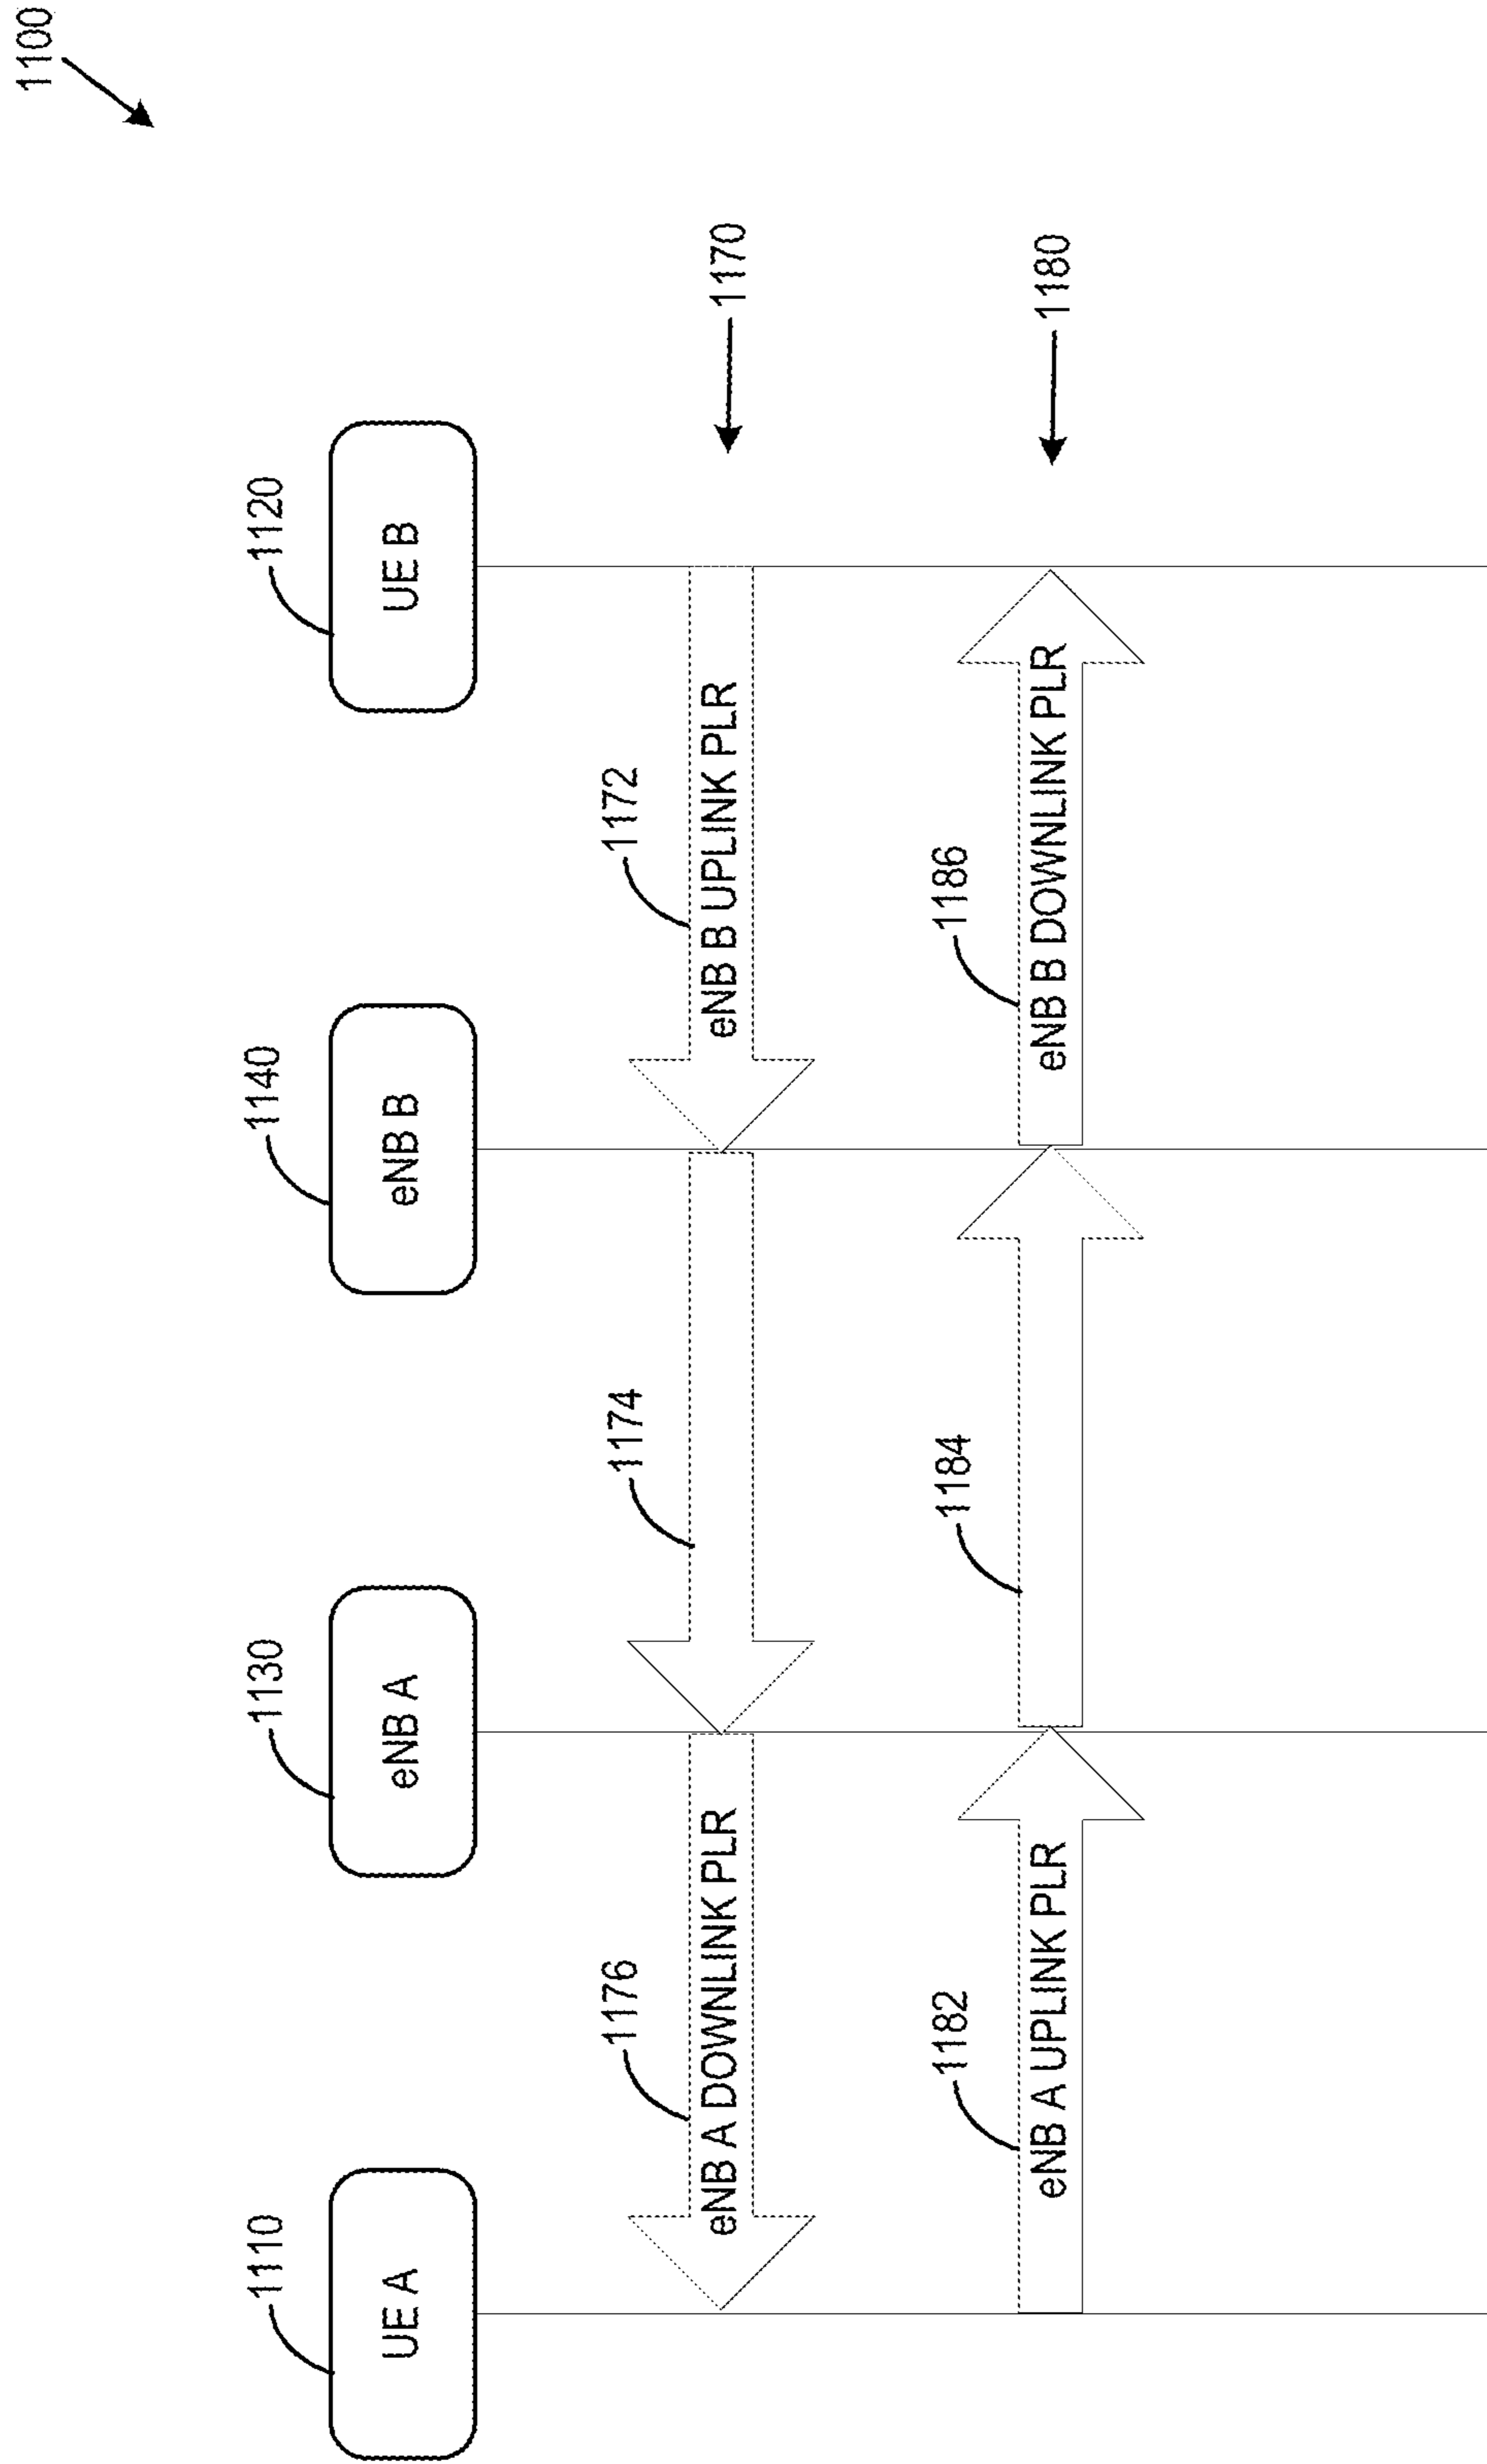 1100
1110
1130
1140
1120
UE A
eNB A
eNB B
UE B
1176
1174
1172
1170
eNB A DOWNLINK PLR
eNB B UPLINK PLR
1182
1184
1186
1180
eNB A UPLINK PLR
eNB B DOWNLINK PLR